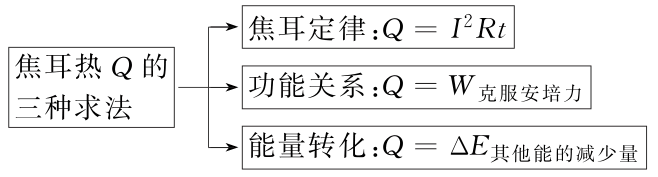 焦耳热 Q 的
三种求法
焦耳定律:Q = I²Rt
功能关系:Q = W克服安培力
能量转化:Q = ΔE其他能的减少量